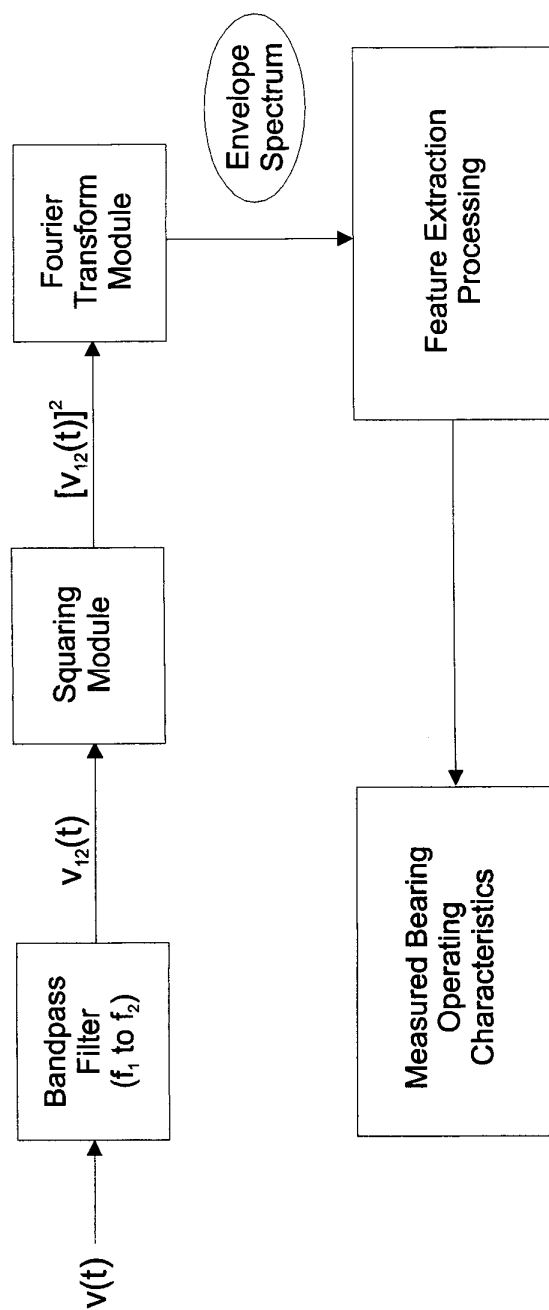 v(t)
Bandpass
Filter
(f₁ to f₂)
v₁₂(t)
Squaring
Module
[v₁₂(t)]²
Fourier
Transform
Module
Envelope
Spectrum
Feature Extraction
Processing
Measured Bearing
Operating
Characteristics